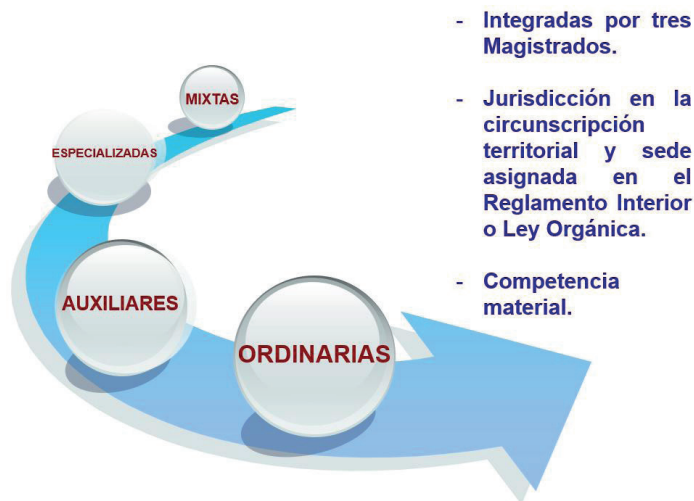 MIXTAS
ESPECIALIZADAS
AUXILIARES
ORDINARIAS
- Integradas por tres
Magistrados.
- Jurisdicción en la
circunscripción
territorial y sede
asignada en el
Reglamento Interior
o Ley Orgánica.
- Competencia
material.